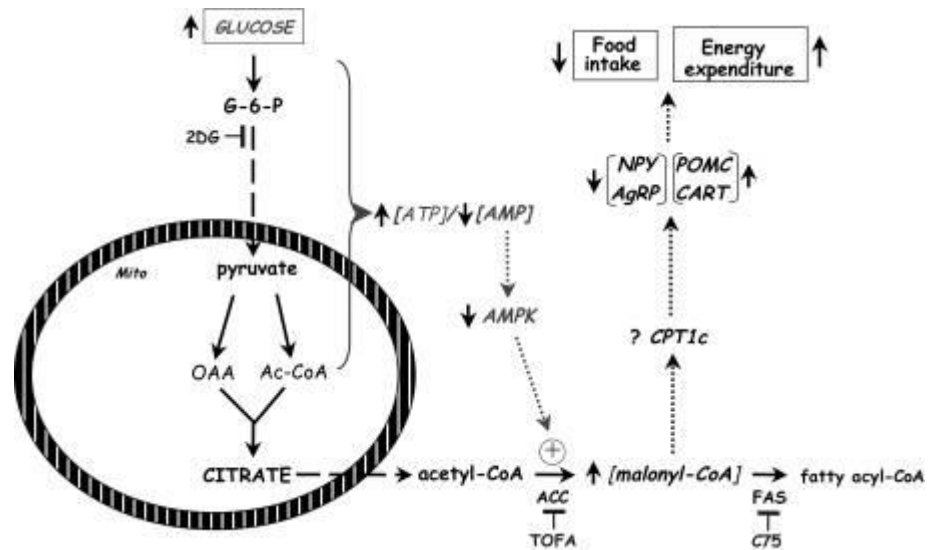 GLUCOSE
G-6-P
2DG
Mito
pyruvate
OAA
Ac-CoA
CITRATE
[ATP]/ [AMP]
AMPK
+
acetyl-CoA
ACC
TOFA
[malonyl-CoA]
FAS
C75
fatty acyl-CoA
? CPT1c
NPY
AgRP
POMC
CART
Food
intake
Energy
expenditure